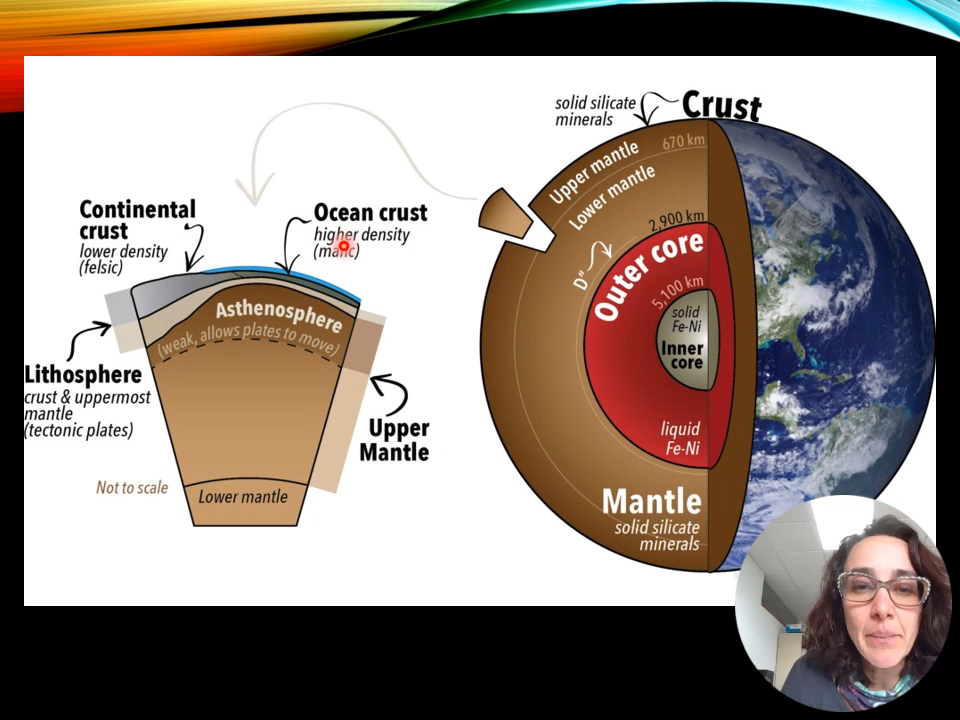 solid silicate
minerals
Crust
670 km
Upper mantle
Lower mantle
2,900 km
D"
Outer core
5,100 km
solid
Fe-Ni
Inner
core
liquid
Fe-Ni
Mantle
solid silicate
minerals
Continental
crust
lower density
(felsic)
Ocean crust
higher density
(mafic)
Asthenosphere
(weak, allows plates to move)
Lithosphere
crust & uppermost
mantle
(tectonic plates)
Upper
Mantle
Not to scale
Lower mantle